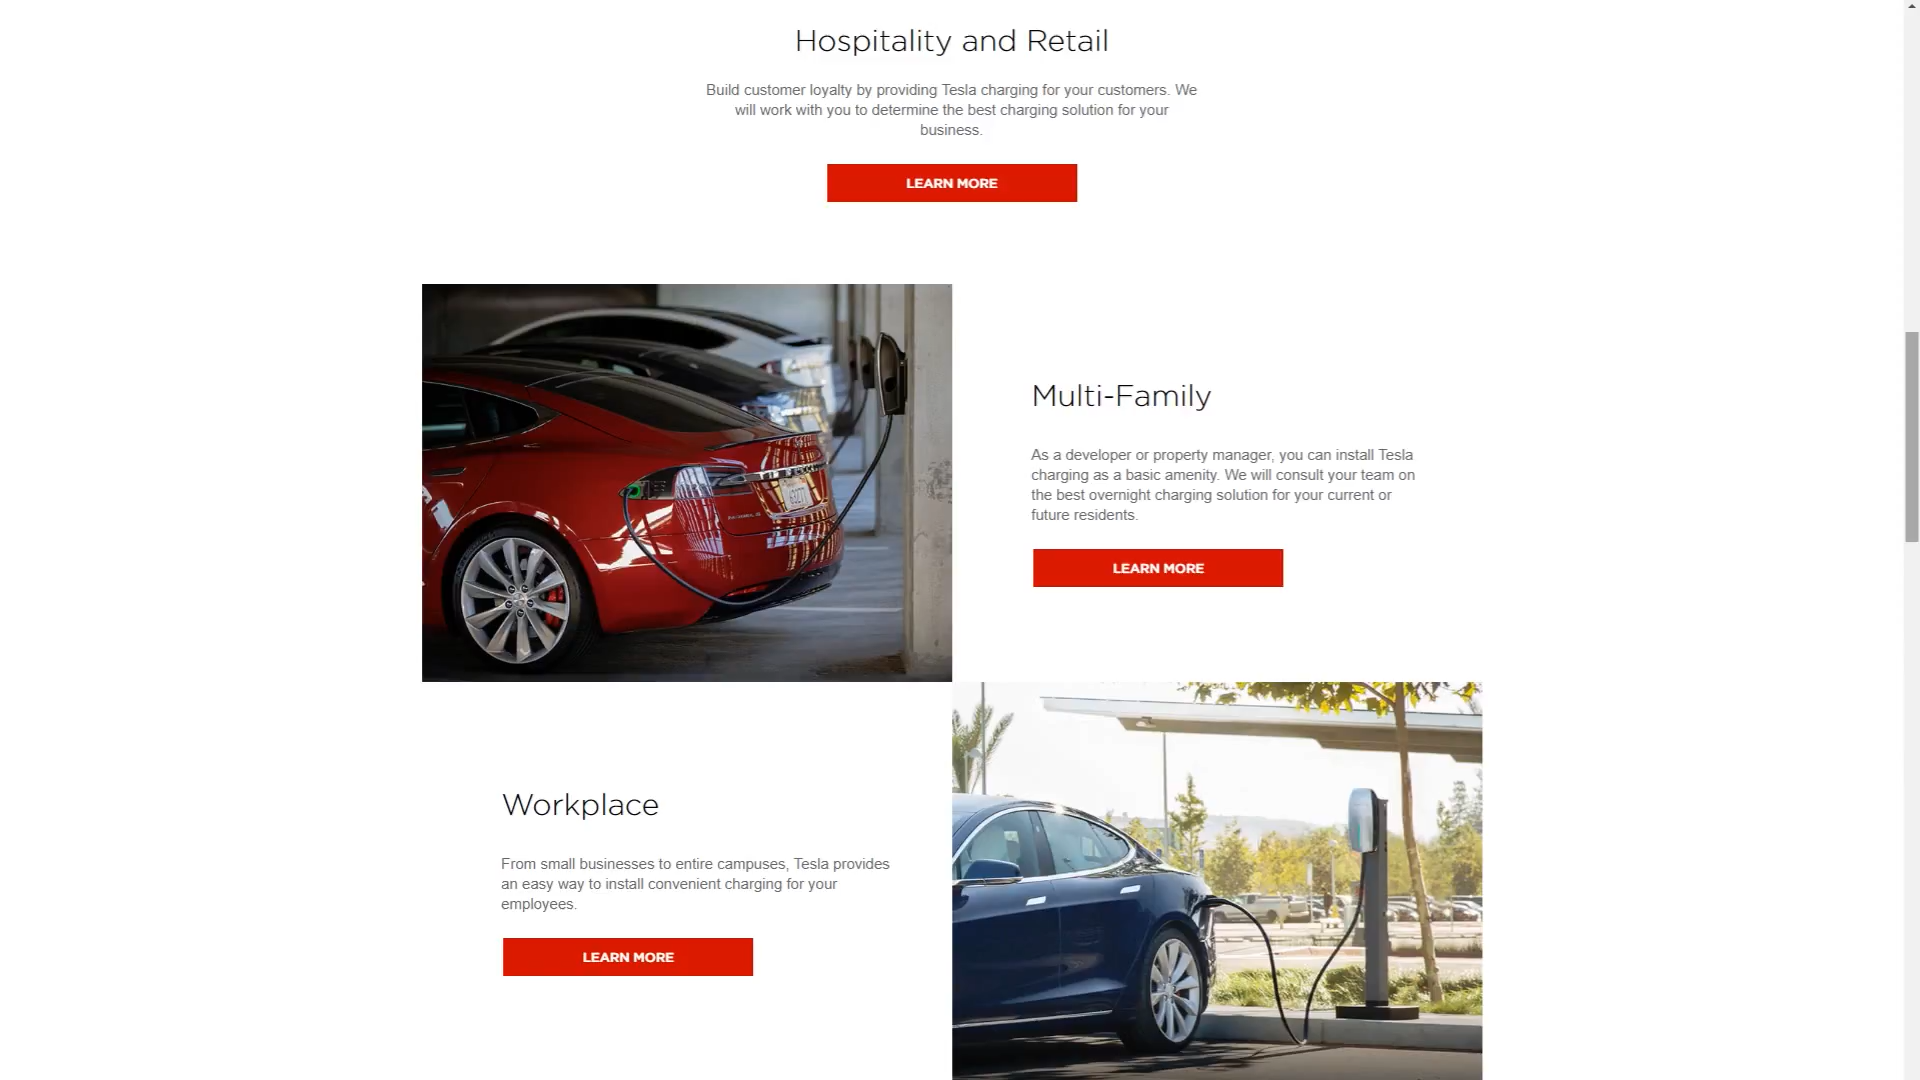 Hospitality and Retail
Build customer loyalty by providing Tesla charging for your customers. We
will work with you to determine the best charging solution for your
business.
LEARN MORE
Multi-Family
As a developer or property manager, you can install Tesla
charging as a basic amenity. We will consult your team on
the best overnight charging solution for your current or
future residents.
LEARN MORE
Workplace
From small businesses to entire campuses, Tesla provides
an easy way to install convenient charging for your
employees.
LEARN MORE